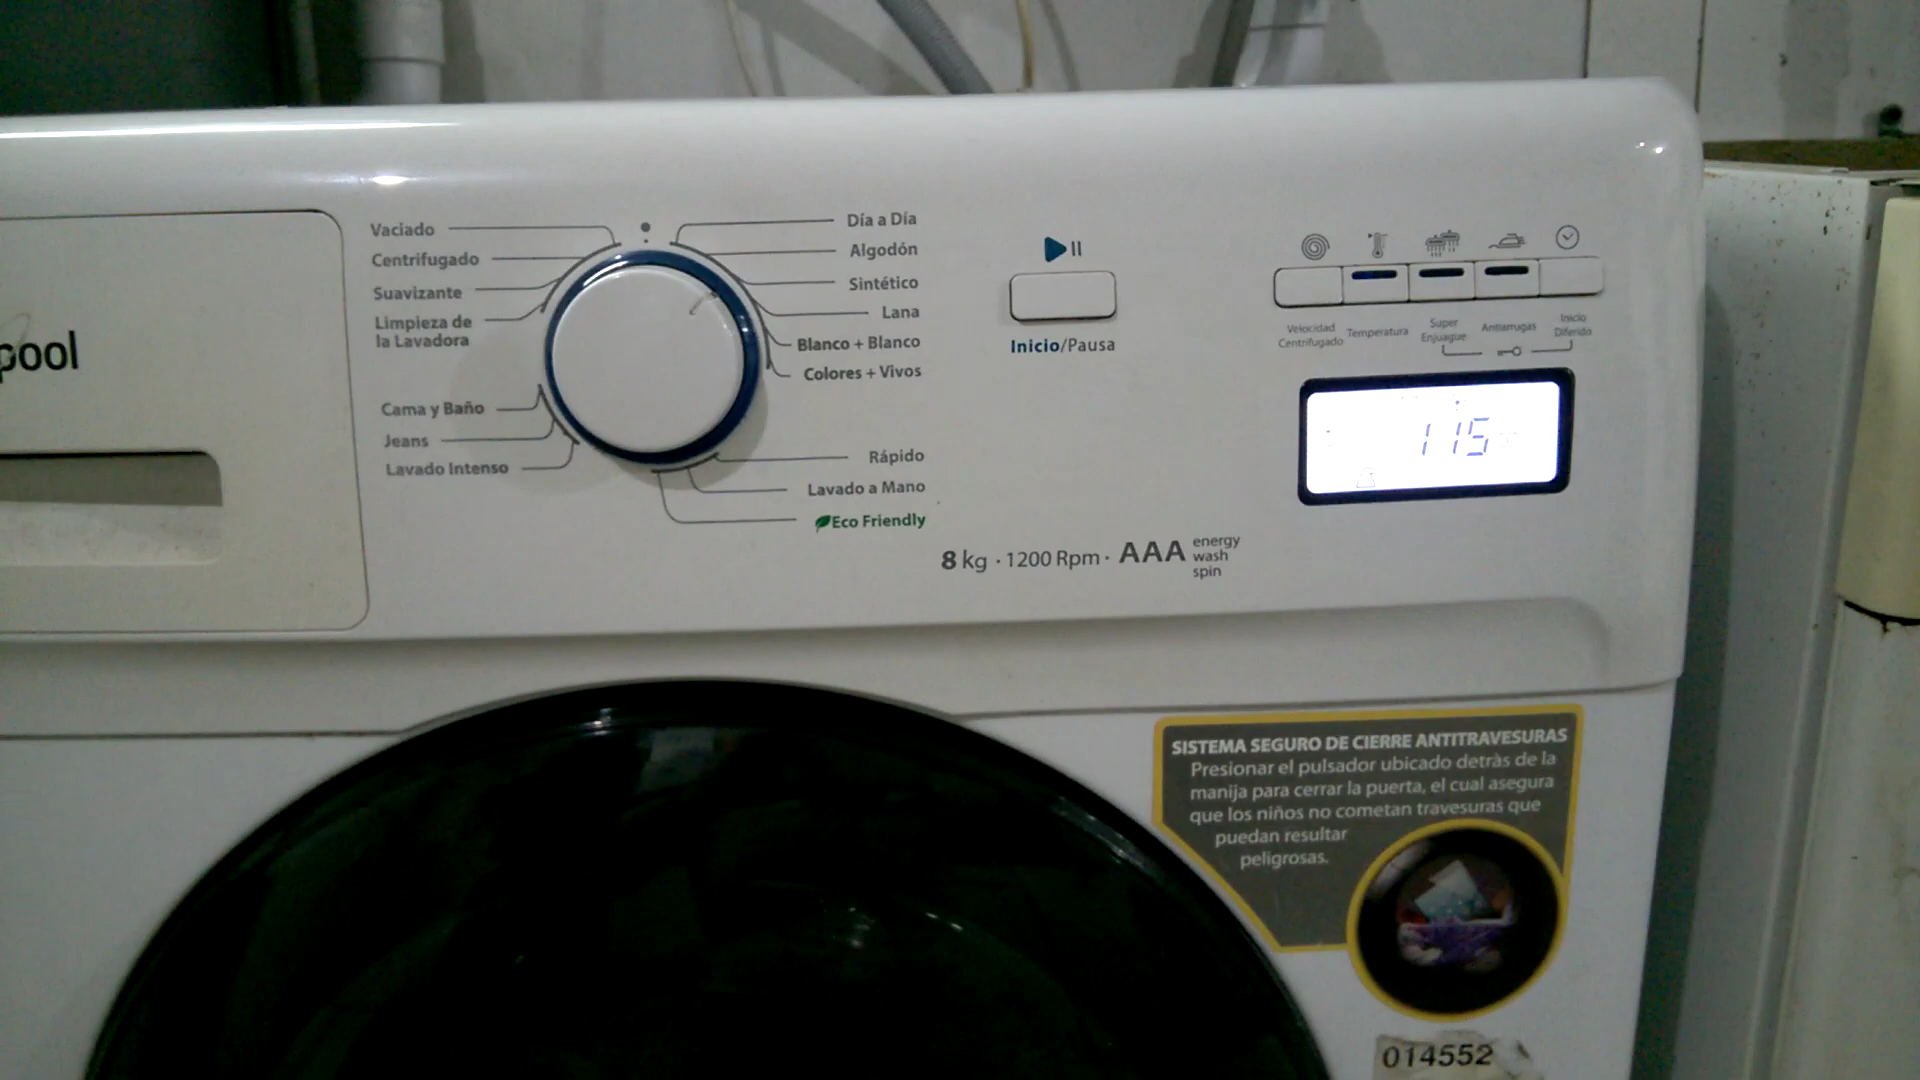 pool
Vaciado
Centrifugado
Suavizante
Limpieza de
la Lavadora
Cama y Baño
Jeans
Lavado Intenso
Día a Día
Algodón
Sintético
Lana
Blanco + Blanco
Colores + Vivos
Rápido
Lavado a Mano
Eco Friendly
Inicio/Pausa
8 kg · 1200 Rpm · AAA energy
wash
spin
Velocidad
Centrifugado
Temperatura
Super
Enjuague
Antiarrugas
Inicio
Diferido
115
SISTEMA SEGURO DE CIERRE ANTITRAVESURAS
Presionar el pulsador ubicado detrás de la
manija para cerrar la puerta, el cual asegura
que los niños no cometan travesuras que
puedan resultar
peligrosas.
014552